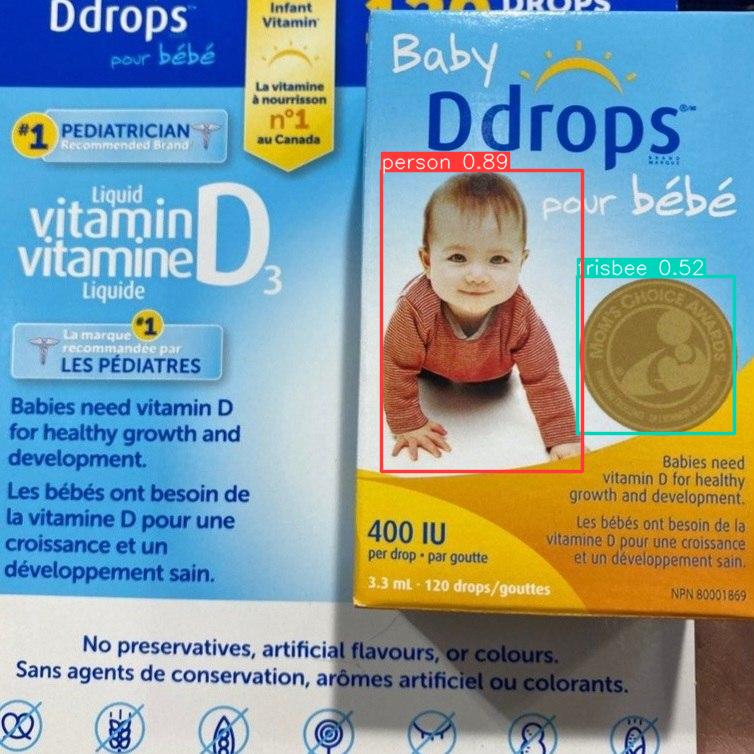 Ddrops
pour bébé
Infant
Vitamin
La vitamine
à nourrisson
n°1
au Canada
#1 PEDIATRICIAN
Recommended Brand
Liquid
vitamin
vitamine
D3
Liquide
#1
La marque
recommandée par
LES PÉDIATRES
Babies need vitamin D
for healthy growth and
development.
Les bébés ont besoin de
la vitamine D pour une
croissance et un
développement sain.
No preservatives, artificial flavours, or colours.
Sans agents de conservation, arômes artificiel ou colorants.
DROPS
Baby
Ddrops
BRAND
MARQUE
pour bébé
person 0.89
frisbee 0.52
MOM'S CHOICE AWARDS
400 IU
per drop • par goutte
3.3 mL · 120 drops/gouttes
Babies need
vitamin D for healthy
growth and development.
Les bébés ont besoin de la
vitamine D pour une croissance
et un développement sain.
NPN 80001869